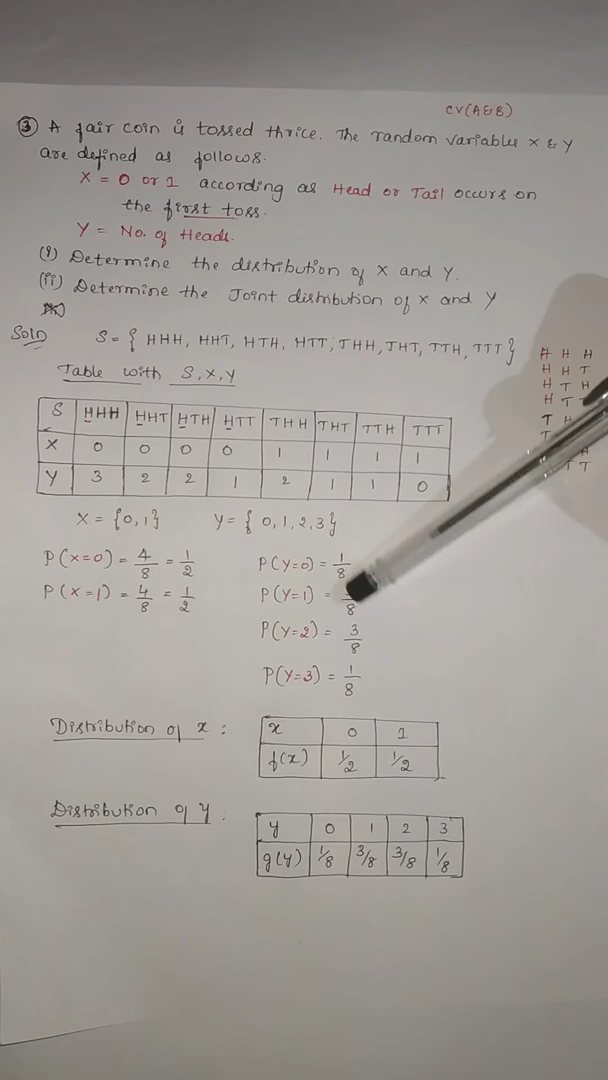 CV(A&B)
③ A fair coin is tossed thrice. The random variables X & Y
are defined as follows.
X = 0 or 1 according as Head or Tail occurs on
the first toss.
Y = No. of Heads.
(i) Determine the distribution of X and Y.
(ii) Determine the Joint distribution of X and Y
Soln S = { HHH, HHT, HTH, HTT, THH, THT, TTH, TTT }
H H H
H H T
H T H
H T T
T H
T
T T
Table with S, X, Y
S HHH HHT HTH HTT THH THT TTH TTT
X 0 0 0 0 1 1 1 1
Y 3 2 2 1 2 1 1 0
X = {0,1} Y = { 0, 1, 2, 3 }
P(X=0) = 4/8 = 1/2 P(Y=0) = 1/8
P(X=1) = 4/8 = 1/2 P(Y=1) = /8
P(Y=2) = 3/8
P(Y=3) = 1/8
Distribution of x : x 0 1
f(x) 1/2 1/2
Distribution of y : y 0 1 2 3
g(y) 1/8 3/8 3/8 1/8